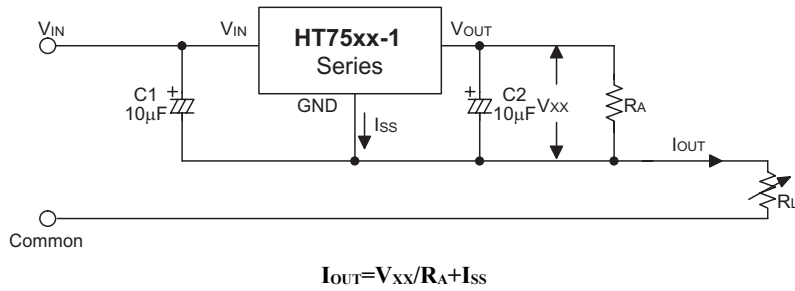 VIN
VIN
HT75xx-1
Series
VOUT
GND
C1
10μF
ISS
C2
10μF
VXX
RA
IOUT
RL
Common
IOUT=VXX/RA+ISS